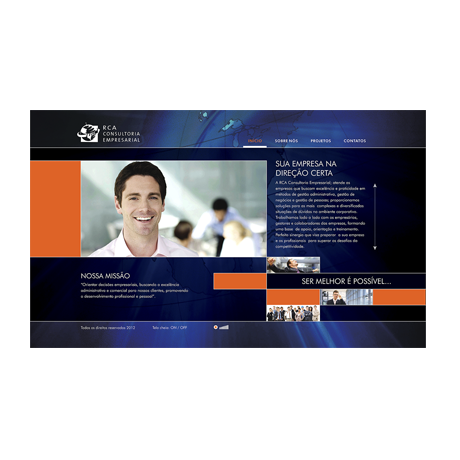 RCA
CONSULTORIA
EMPRESARIAL
INÍCIO
SOBRE NÓS
PROJETOS
CONTATOS
SUA EMPRESA NA
DIREÇÃO CERTA
A RCA Consultoria Empresarial, atende as
empresas que buscam excelência e praticidade em
métodos de gestão administrativa, gestão de
negócios e gestão de pessoas; proporcionamos
soluções para as mais complexas e diversificadas
situações de dúvidas no ambiente corporativo.
Trabalhamos lado a lado com os empresários,
gestores e colaboradores das empresas, formando
uma base de apoio, orientação e treinamento.
Perfeita sinergia que visa preparar a sua empresa
e os profissionais para superar os desafios da
competitividade.
NOSSA MISSÃO
"Orientar decisões empresariais, buscando a excelência
administrativa e comercial para nossos clientes, promovendo
o desenvolvimento profissional e pessoal"
SER MELHOR É POSSÍVEL...
Todos os direitos reservados 2012
Tela cheia: ON / OFF